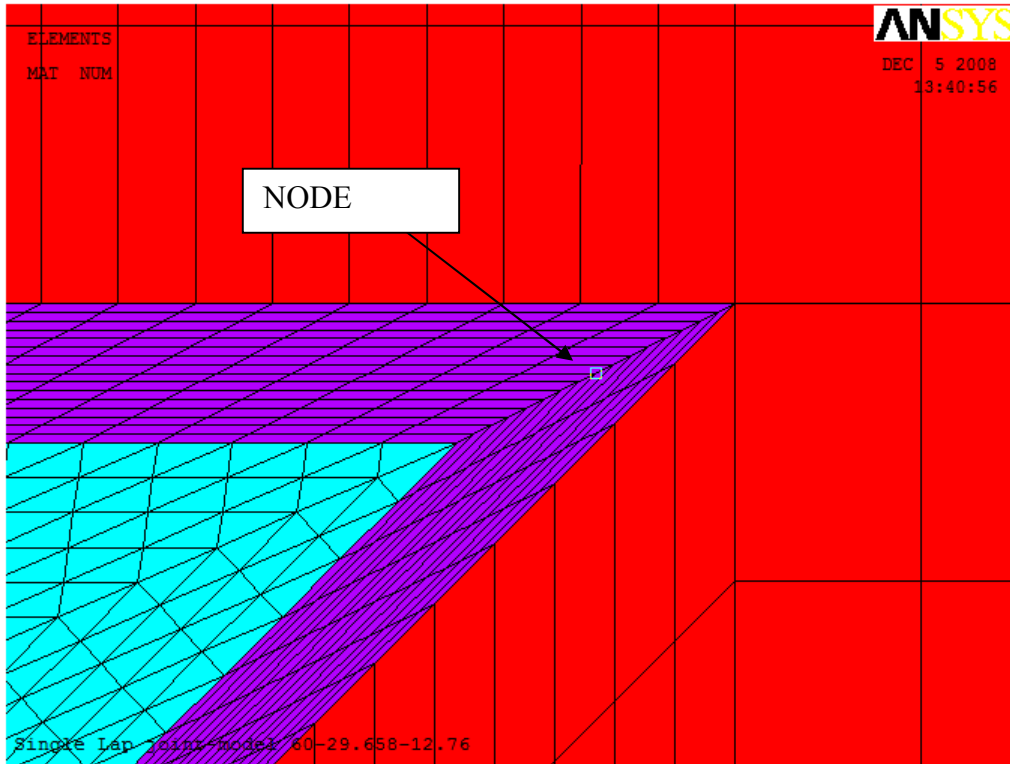 ANSYS
ELEMENTS
MAT NUM
DEC 5 2008
13:40:56
NODE
Single Lap joint-model 60-29.658-12.76